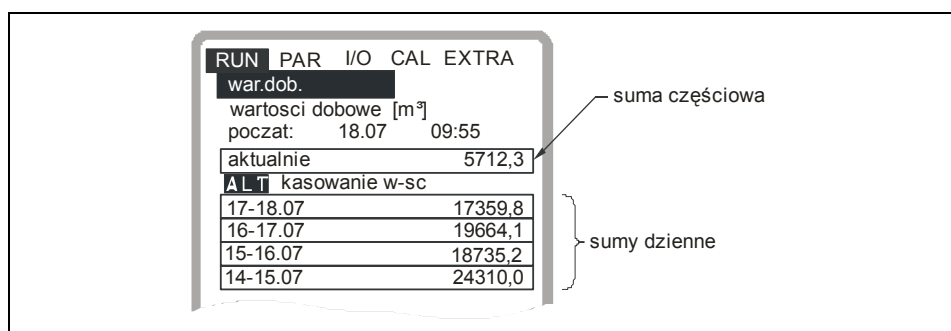 RUN PAR I/O CAL EXTRA
war.dob.
wartosci dobowe [m³]
poczat: 18.07 09:55
aktualnie 5712,3
ALT kasowanie w-sc
17-18.07 17359,8
16-17.07 19664,1
15-16.07 18735,2
14-15.07 24310,0
suma częściowa
sumy dzienne